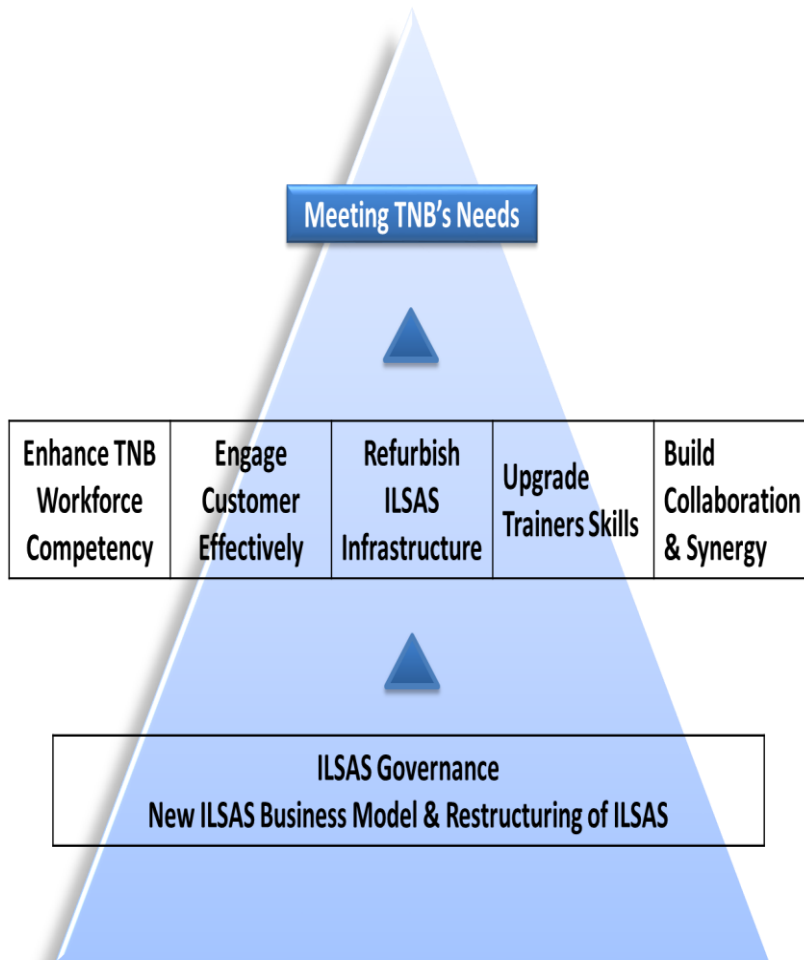 Meeting TNB's Needs
Enhance TNB
Workforce
Competency
Engage
Customer
Effectively
Refurbish
ILSAS
Infrastructure
Upgrade
Trainers Skills
Build
Collaboration
& Synergy
ILSAS Governance
New ILSAS Business Model & Restructuring of ILSAS